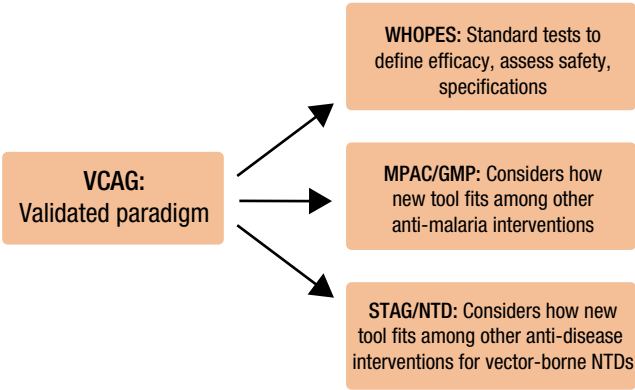 WHOPES: Standard tests to
define efficacy, assess safety,
specifications
VCAG:
Validated paradigm
MPAC/GMP: Considers how
new tool fits among other
anti-malaria interventions
STAG/NTD: Considers how new
tool fits among other anti-disease
interventions for vector-borne NTDs